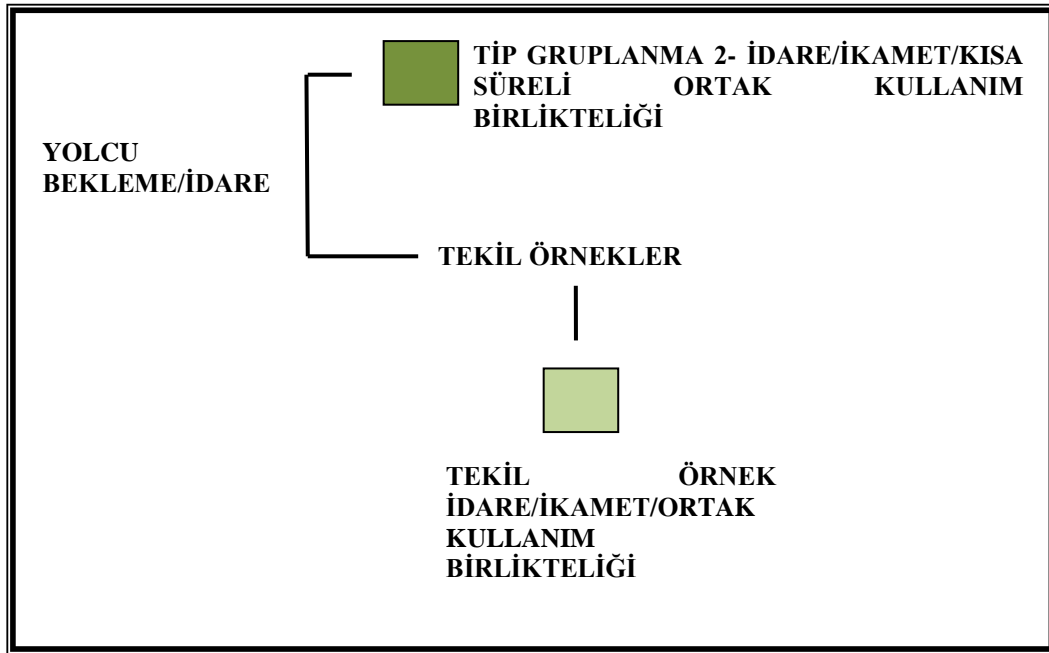 TİP GRUPLANMA 2- İDARE/İKAMET/KISA
SÜRELİ ORTAK KULLANIM
BİRLİKTELİĞİ
YOLCU
BEKLEME/İDARE
TEKİL ÖRNEKLER
TEKİL ÖRNEK
İDARE/İKAMET/ORTAK
KULLANIM
BİRLİKTELİĞİ